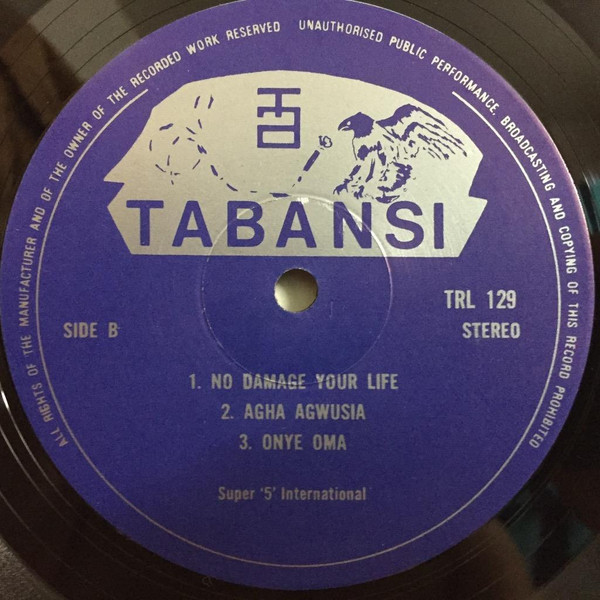 ALL RIGHTS OF THE MANUFACTURER AND OF THE OWNER OF THE RECORDED WORK RESERVED UNAUTHORISED PUBLIC PERFORMANCE, BROADCASTING AND COPYING OF THIS RECORD PROHIBITED
TABANSI
TRL 129
SIDE B
STEREO
1. NO DAMAGE YOUR LIFE
2. AGHA AGWUSIA
3. ONYE OMA
Super '5' International